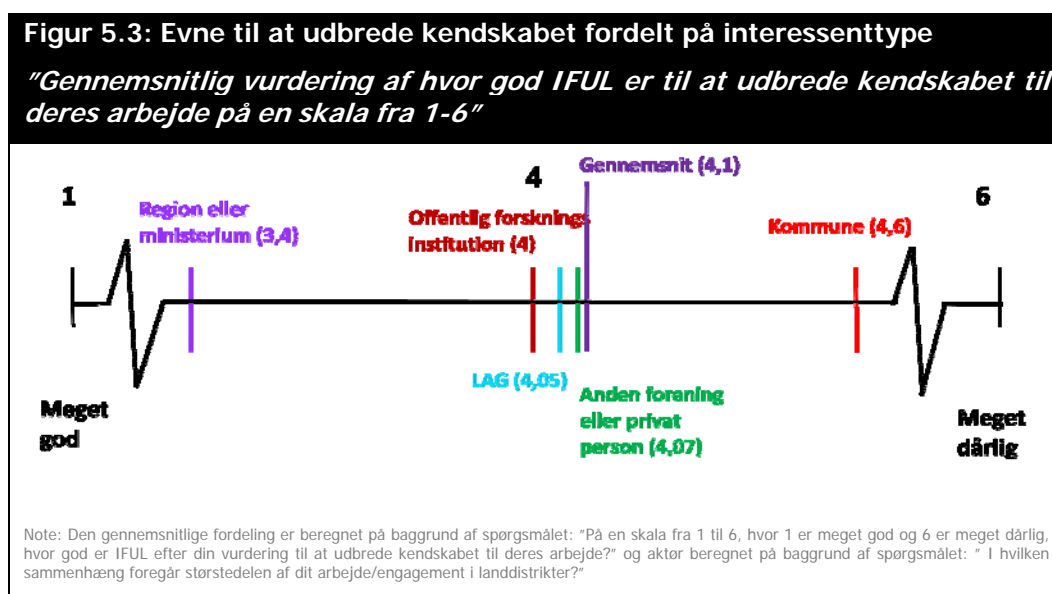 Figur 5.3: Evne til at udbrede kendskabet fordelt på interessenttype
"Gennemsnitlig vurdering af hvor god IFUL er til at udbrede kendskabet til
deres arbejde på en skala fra 1-6"
1
Region eller
ministerium (3,4)
4
Offentlig forsknings
institution (4)
Gennemsnit (4,1)
Kommune (4,6)
6
LAG (4,05)
Anden forening
eller privat
person (4,07)
Meget
god
Meget
dårlig
Note: Den gennemsnitlige fordeling er beregnet på baggrund af spørgsmålet: "På en skala fra 1 til 6, hvor 1 er meget god og 6 er meget dårlig,
hvor god er IFUL efter din vurdering til at udbrede kendskabet til deres arbejde?" og aktør beregnet på baggrund af spørgsmålet: " I hvilken
sammenhæng foregår størstedelen af dit arbejde/engagement i landdistrikter?"